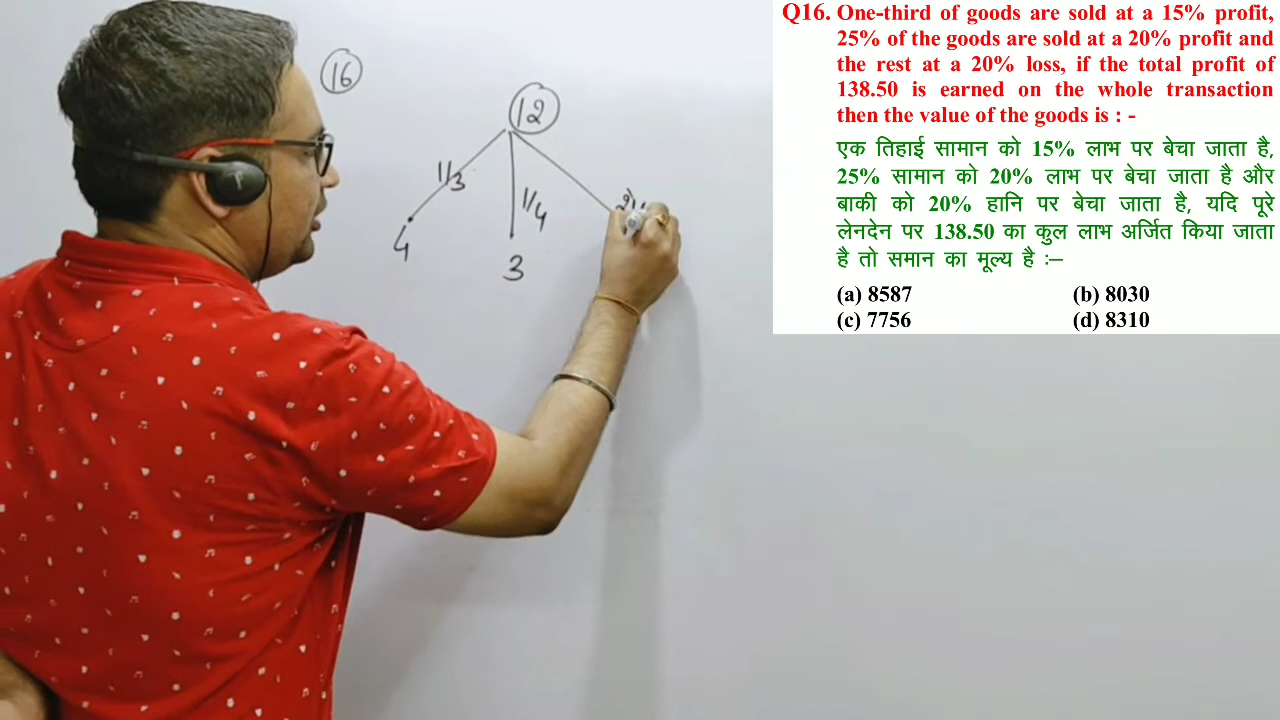 Q16. One-third of goods are sold at a 15% profit,
25% of the goods are sold at a 20% profit and
the rest at a 20% loss, if the total profit of
138.50 is earned on the whole transaction
then the value of the goods is : -
एक तिहाई सामान को 15% लाभ पर बेचा जाता है,
25% सामान को 20% लाभ पर बेचा जाता है और
बाकी को 20% हानि पर बेचा जाता है, यदि पूरे
लेनदेन पर 138.50 का कुल लाभ अर्जित किया जाता
है तो समान का मूल्य है :–
(a) 8587 (b) 8030
(c) 7756 (d) 8310
16
12
1/3
1/4
4
3